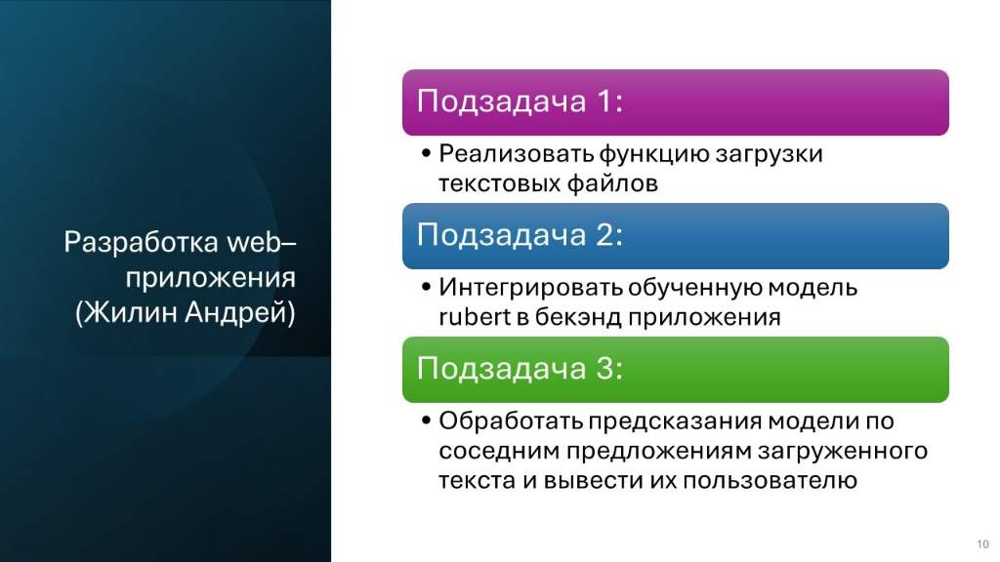 Разработка web–
приложения
(Жилин Андрей)
Подзадача 1:
• Реализовать функцию загрузки
текстовых файлов
Подзадача 2:
• Интегрировать обученную модель
rubert в бекэнд приложения
Подзадача 3:
• Обработать предсказания модели по
соседним предложениям загруженного
текста и вывести их пользователю
10